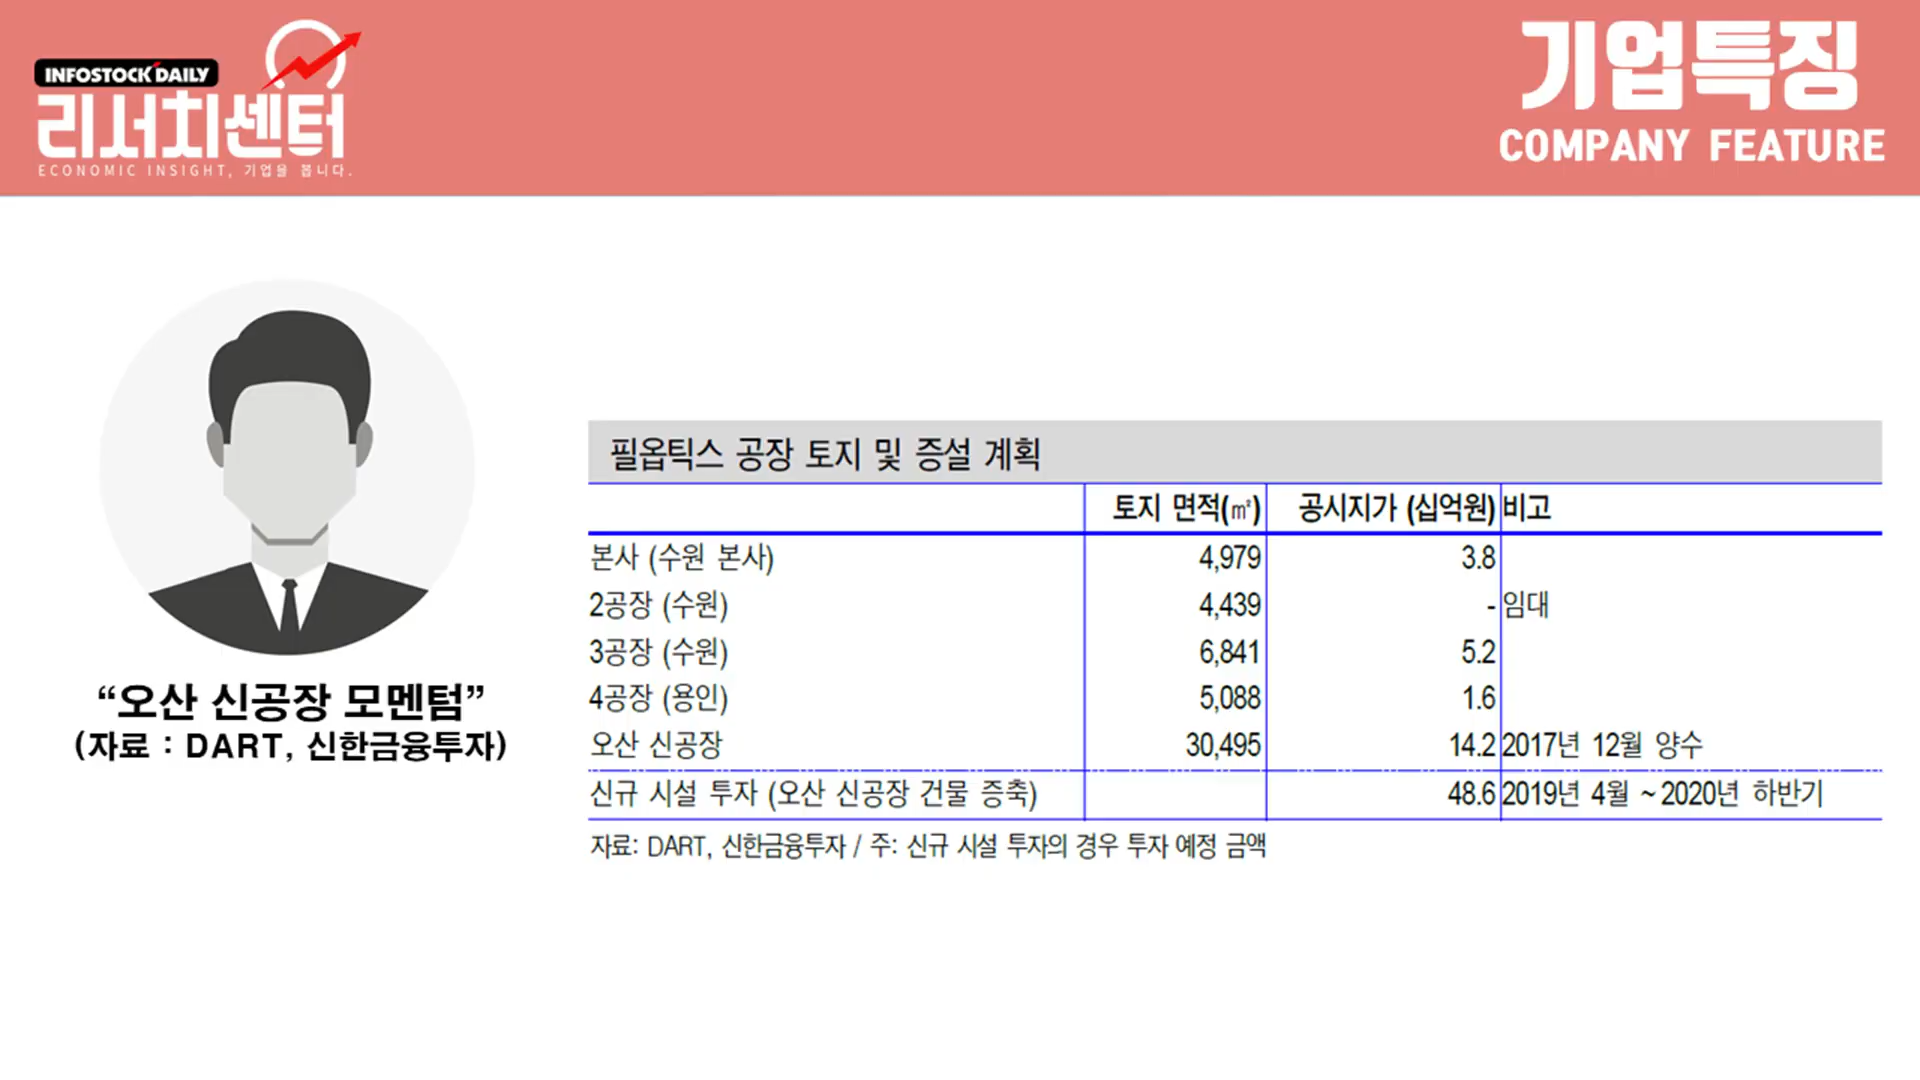 INFOSTOCK DAILY
리서치센터
ECONOMIC INSIGHT, 기업을 봅니다.
기업특징
COMPANY FEATURE
“오산 신공장 모멘텀”
(자료 : DART, 신한금융투자)
필옵틱스 공장 토지 및 증설 계획
토지 면적(㎡) 공시지가 (십억원) 비고
본사 (수원 본사) 4,979 3.8
2공장 (수원) 4,439 - 임대
3공장 (수원) 6,841 5.2
4공장 (용인) 5,088 1.6
오산 신공장 30,495 14.2 2017년 12월 양수
신규 시설 투자 (오산 신공장 건물 증축) 48.6 2019년 4월 ~ 2020년 하반기
자료: DART, 신한금융투자 / 주: 신규 시설 투자의 경우 투자 예정 금액